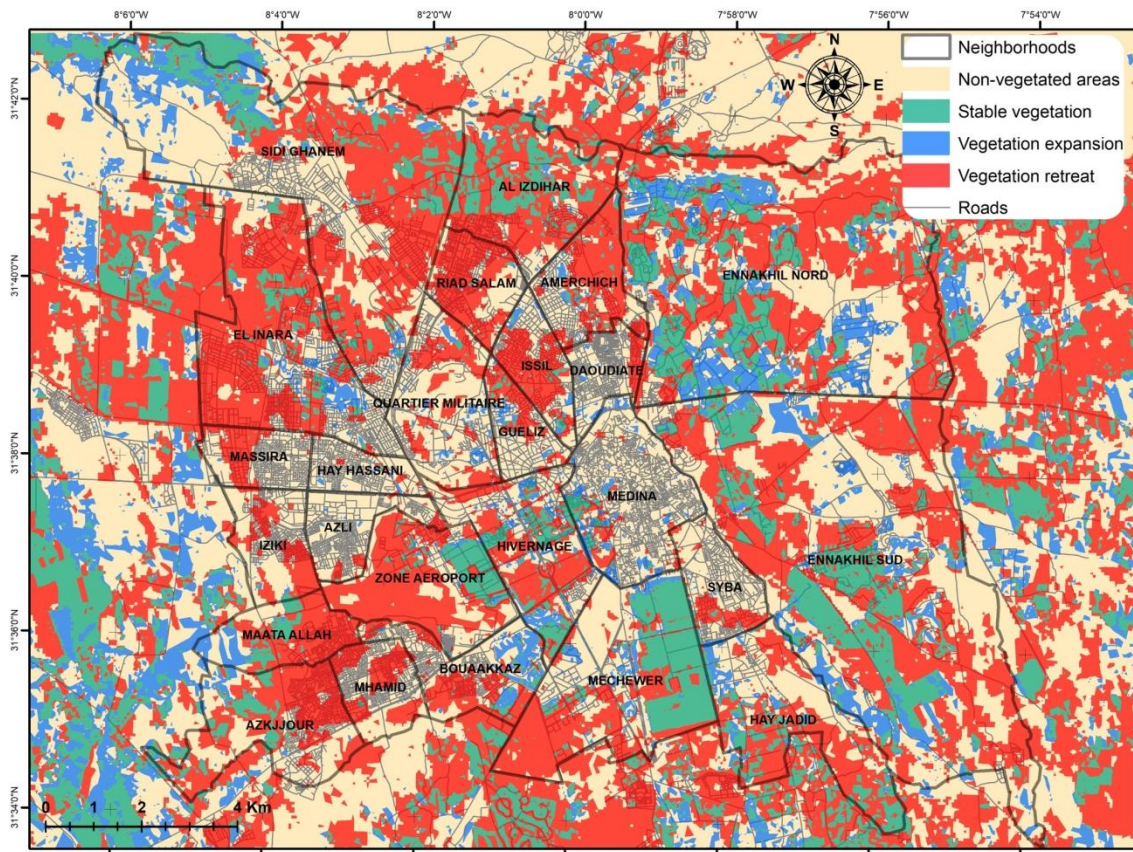 8°6'0"W
8°4'0"W
8°2'0"W
8°0'0"W
7°58'0"W
7°56'0"W
7°54'0"W
N
W
E
S
Neighborhoods
Non-vegetated areas
Stable vegetation
Vegetation expansion
Vegetation retreat
Roads
31°42'0"N
31°40'0"N
31°38'0"N
31°36'0"N
31°34'0"N
SIDI GHANEM
AL IZDIHAR
RIAD SALAM
AMERCHICH
ENNAKHIL NORD
EL INARA
ISSIL
DAOUDIATE
QUARTIER MILITAIRE
GUELIZ
MASSIRA
HAY HASSANI
MEDINA
AZLI
IZIKI
HIVERNAGE
ZONE AEROPORT
ENNAKHIL SUD
SYBA
MAATA ALLAH
BOUAAKKAZ
MECHEWER
MHAMID
AZKJJOUR
HAY JADID
0 1 2 4 Km